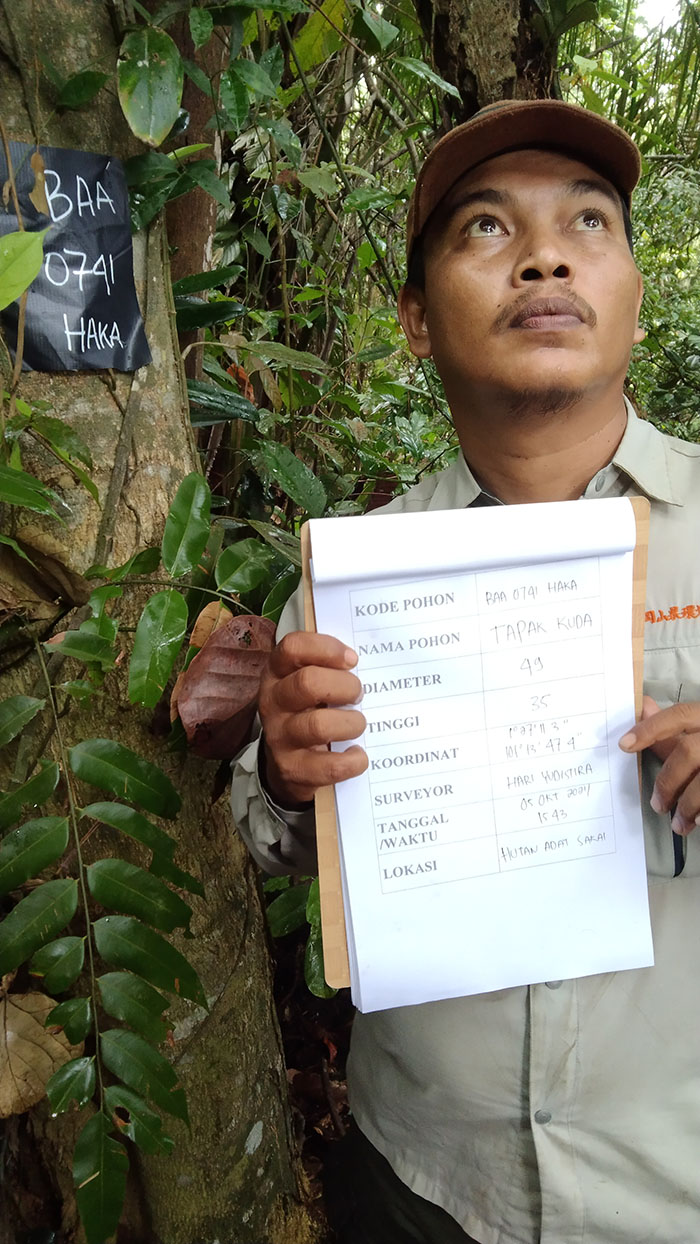 BAA
0741
HAKA
KODE POHON BAA 0741 HAKA
NAMA POHON TAPAK KUDA
DIAMETER 49
TINGGI 35
KOORDINAT 1°27'11.3"
101°13'47.4"
SURVEYOR HARI YUDISTIRA
TANGGAL 05 OKT 2024
/WAKTU 15.43
LOKASI HUTAN ADAT SAKAI